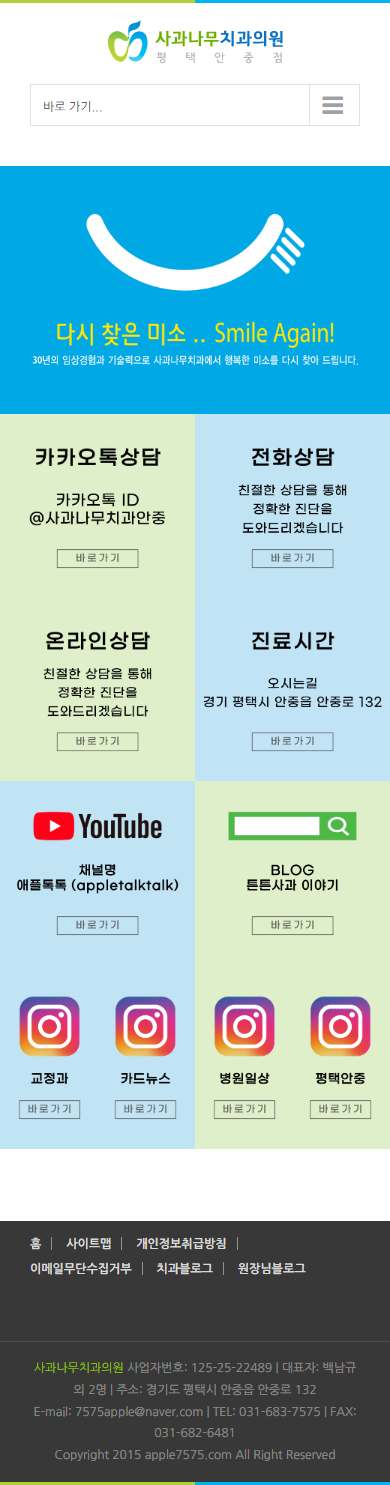 사과나무치과의원
평 택 안 중 점
바로 가기...
다시 찾은 미소 .. Smile Again!
30년의 임상경험과 기술력으로 사과나무치과에서 행복한 미소를 다시 찾아 드립니다.
카카오톡상담
카카오톡 ID
@사과나무치과안중
바로가기
전화상담
친절한 상담을 통해
정확한 진단을
도와드리겠습니다
바로가기
온라인상담
친절한 상담을 통해
정확한 진단을
도와드리겠습니다
바로가기
진료시간
오시는길
경기 평택시 안중읍 안중로 132
바로가기
YouTube
채널명
애플톡톡 (appletalktalk)
바로가기
BLOG
튼튼사과 이야기
바로가기
교정과
바로가기
카드뉴스
바로가기
병원일상
바로가기
평택안중
바로가기
홈 | 사이트맵 | 개인정보취급방침 |
이메일무단수집거부 | 치과블로그 | 원장님블로그
사과나무치과의원 사업자번호: 125-25-22489 | 대표자: 백남규
외 2명 | 주소: 경기도 평택시 안중읍 안중로 132
E-mail: 7575apple@naver.com | TEL: 031-683-7575 | FAX:
031-682-6481
Copyright 2015 apple7575.com All Right Reserved